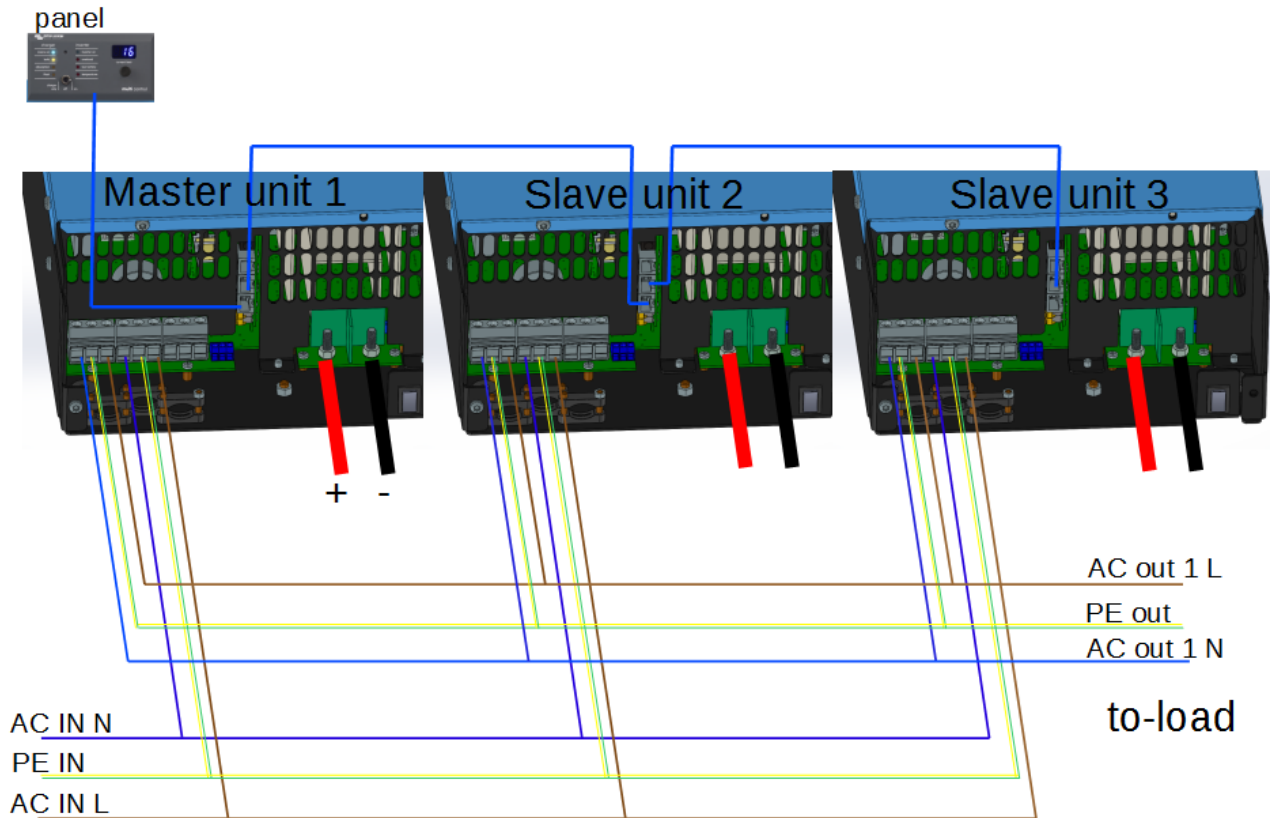 panel
16
Master unit 1
Slave unit 2
Slave unit 3
+ -
AC out 1 L
PE out
AC out 1 N
to-load
AC IN N
PE IN
AC IN L